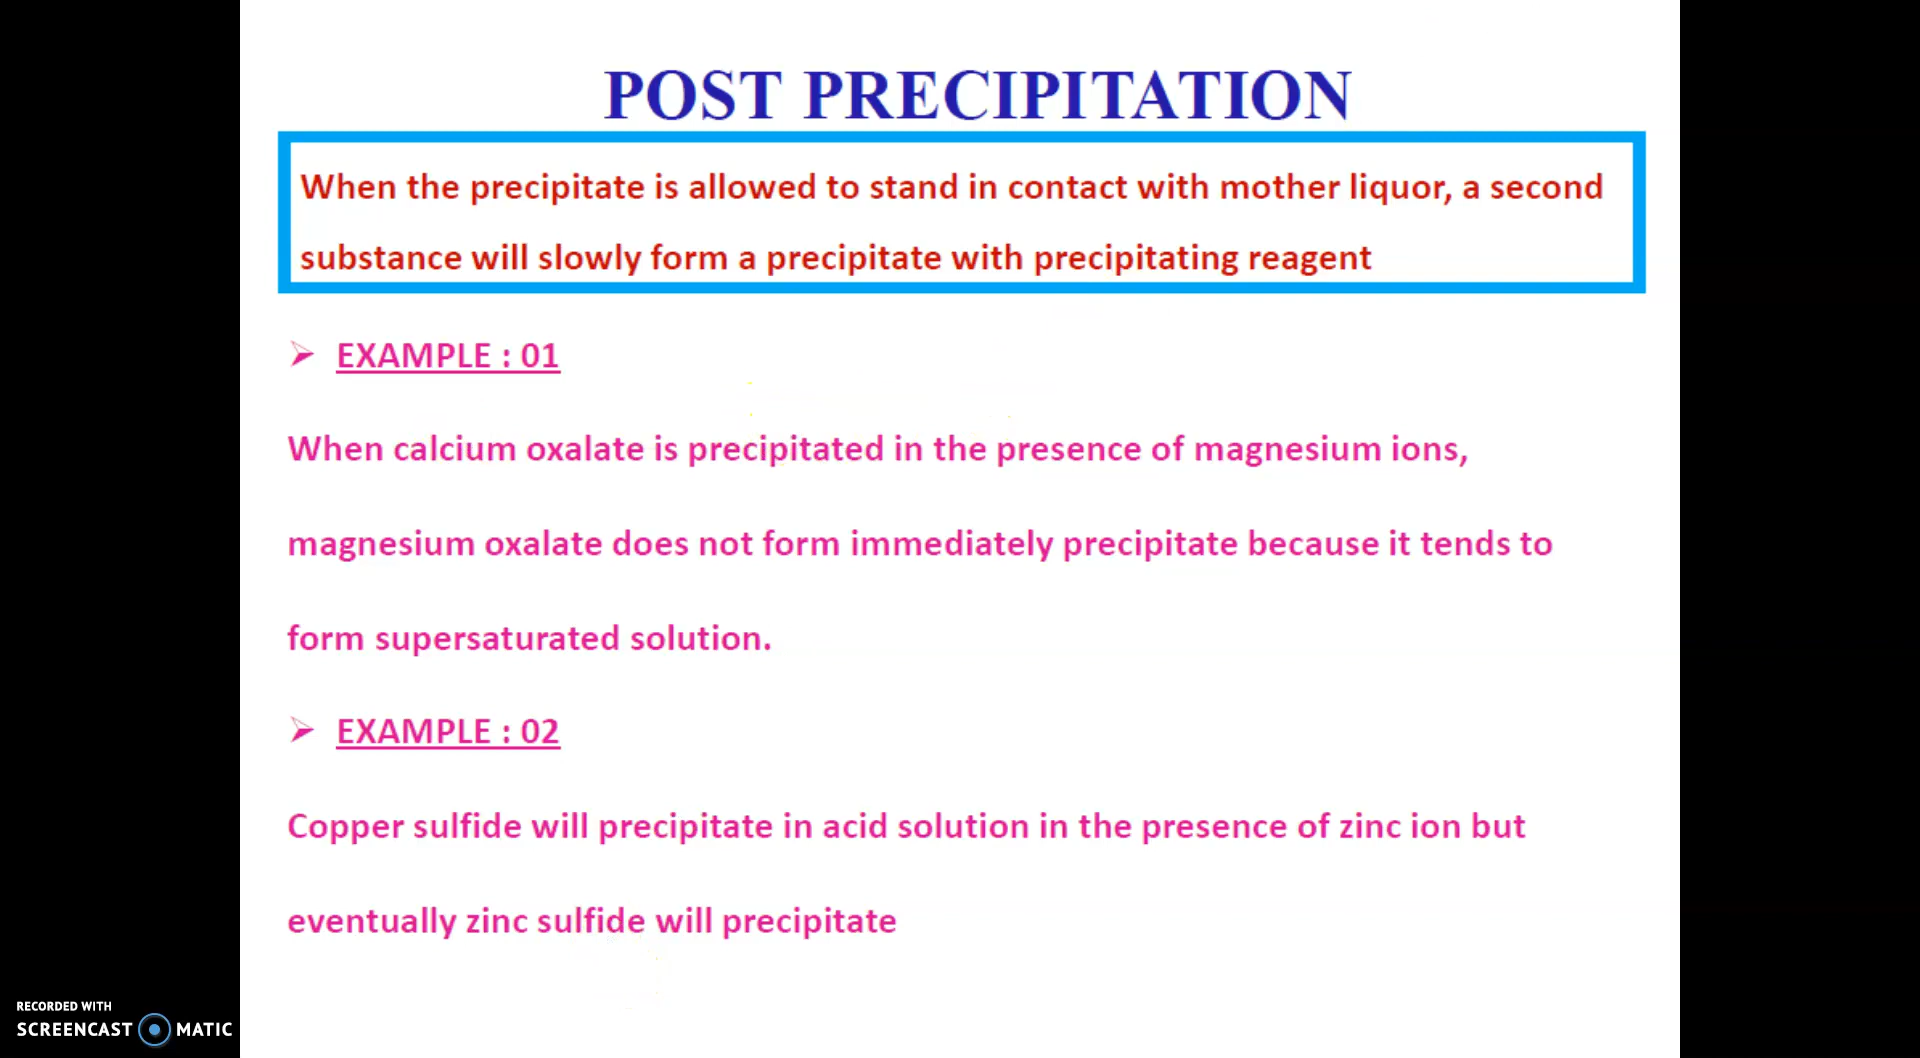 POST PRECIPITATION
When the precipitate is allowed to stand in contact with mother liquor, a second
substance will slowly form a precipitate with precipitating reagent
➢ EXAMPLE : 01
When calcium oxalate is precipitated in the presence of magnesium ions,
magnesium oxalate does not form immediately precipitate because it tends to
form supersaturated solution.
➢ EXAMPLE : 02
Copper sulfide will precipitate in acid solution in the presence of zinc ion but
eventually zinc sulfide will precipitate
RECORDED WITH
SCREENCAST MATIC